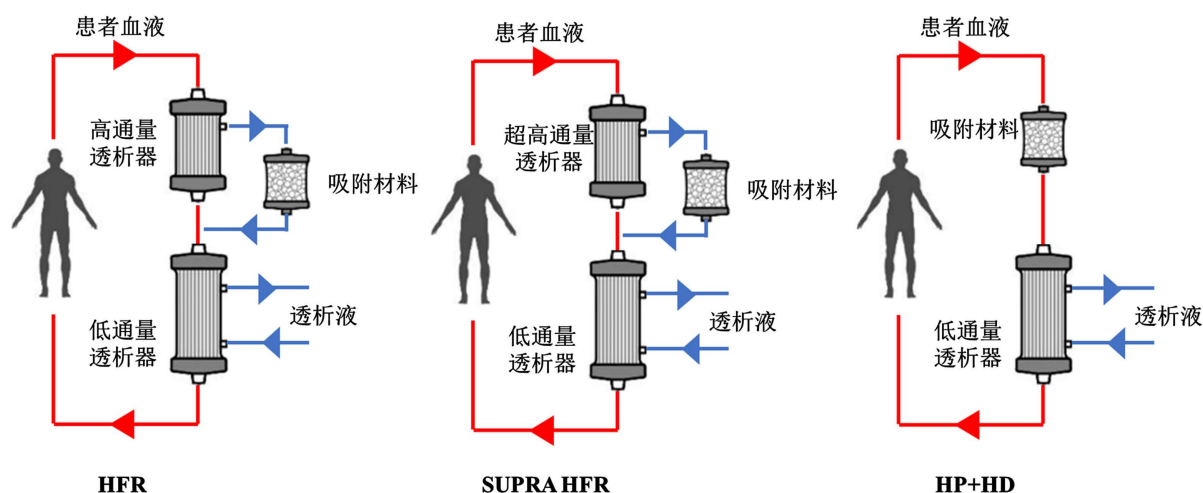 患者血液
高通量
透析器
吸附材料
低通量
透析器
透析液
HFR
患者血液
超高通量
透析器
吸附材料
低通量
透析器
透析液
SUPRA HFR
患者血液
吸附材料
低通量
透析器
透析液
HP+HD